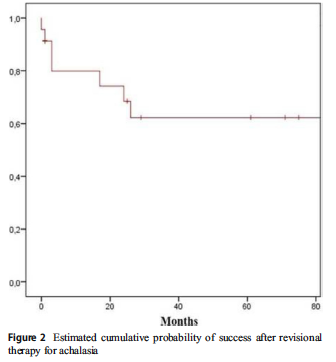 1,0
0,8
0,6
0,4
0,2
0,0
0 20 40 60 80
Months
Figure 2 Estimated cumulative probability of success after revisional
therapy for achalasia